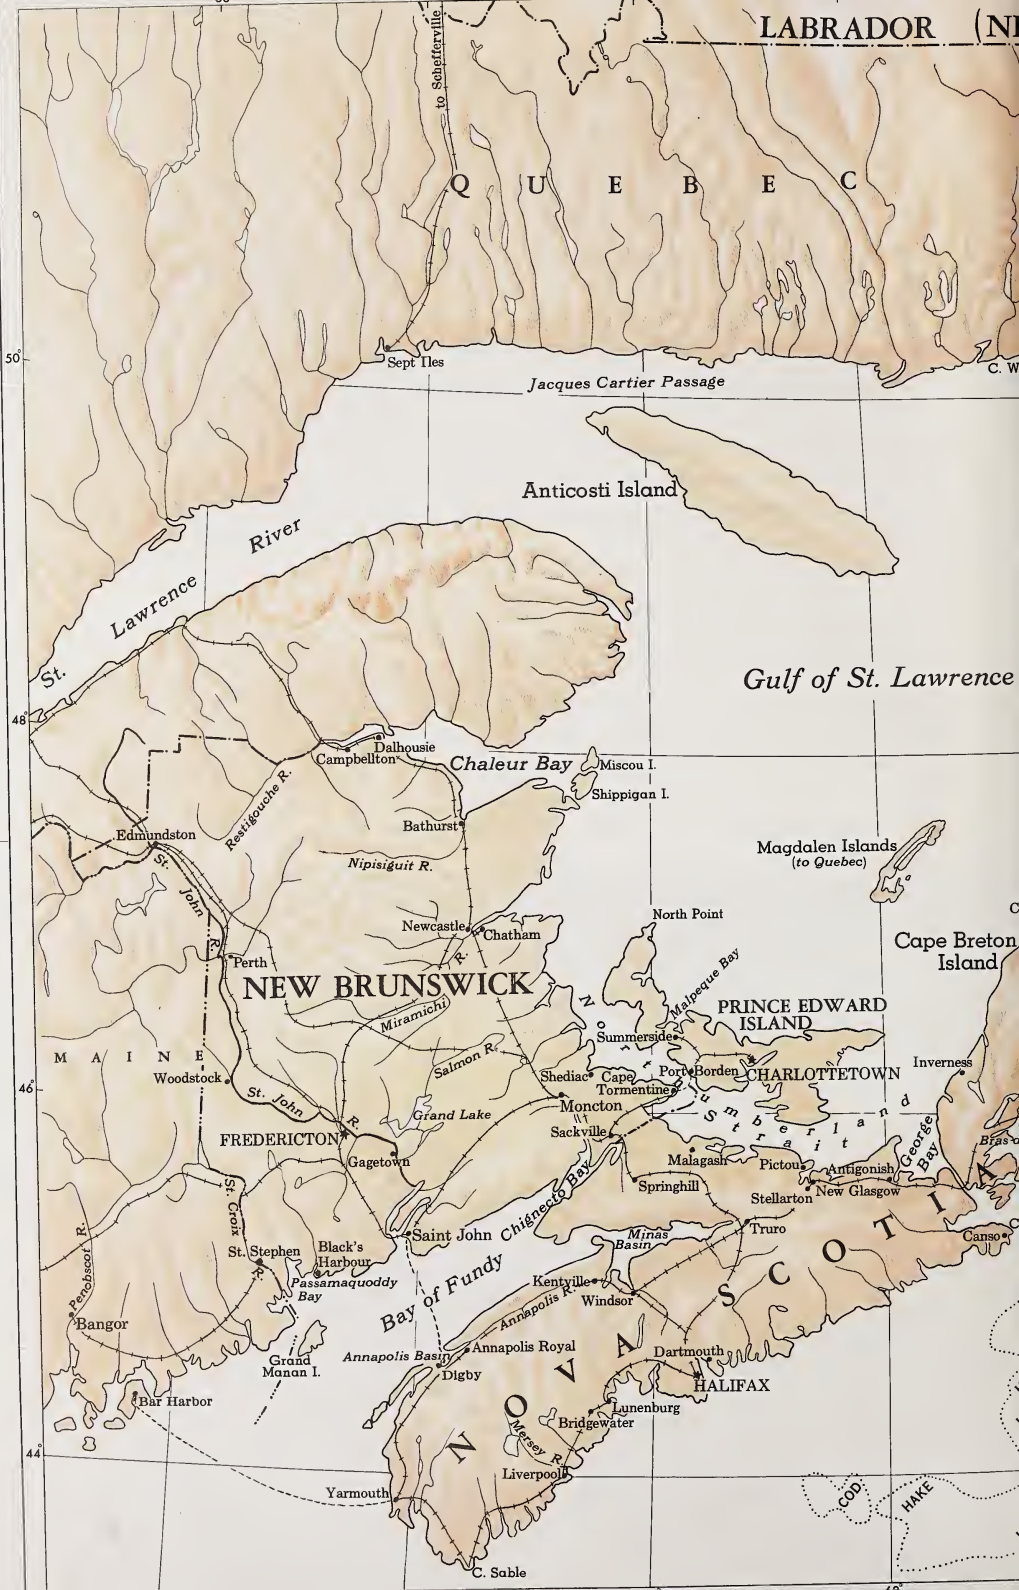 to Schefferville
LABRADOR (NE
QUEBEC
50°
Sept Iles
C. W
Jacques Cartier Passage
Anticosti Island
St. Lawrence River
Gulf of St. Lawrence
48°
Dalhousie
Campbellton
Chaleur Bay
Miscou I.
Shippigan I.
Restigouche R.
Bathurst
Edmundston
Nipisiguit R.
Magdalen Islands
(to Quebec)
St. John R.
Newcastle
Chatham
North Point
Cape Breton
Island
Perth
NEW BRUNSWICK
Miramichi R.
Malpeque Bay
PRINCE EDWARD
ISLAND
Summerside
MAINE
Salmon R.
Shediac
Cape
Tormentine
Port Borden
CHARLOTTETOWN
Inverness
46°
Woodstock
St. John R.
Grand Lake
Moncton
Northumberland
Strait
FREDERICTON
Sackville
Gagetown
Malagash
Pictou
Antigonish
George
Bay
Bras
St. Croix R.
Springhill
Stellarton
New Glasgow
Chignecto Bay
Saint John
Truro
Canso
Penobscot R.
St. Stephen
Black's
Harbour
Passamaquoddy
Bay
Minas
Basin
NOVA SCOTIA
Bay of Fundy
Kentville
Windsor
Annapolis R.
Bangor
Annapolis Basin
Annapolis Royal
Dartmouth
Grand
Manan I.
Digby
HALIFAX
Bar Harbor
Lunenburg
Bridgewater
Mersey R.
44°
Liverpool
Yarmouth
COD
HAKE
C. Sable